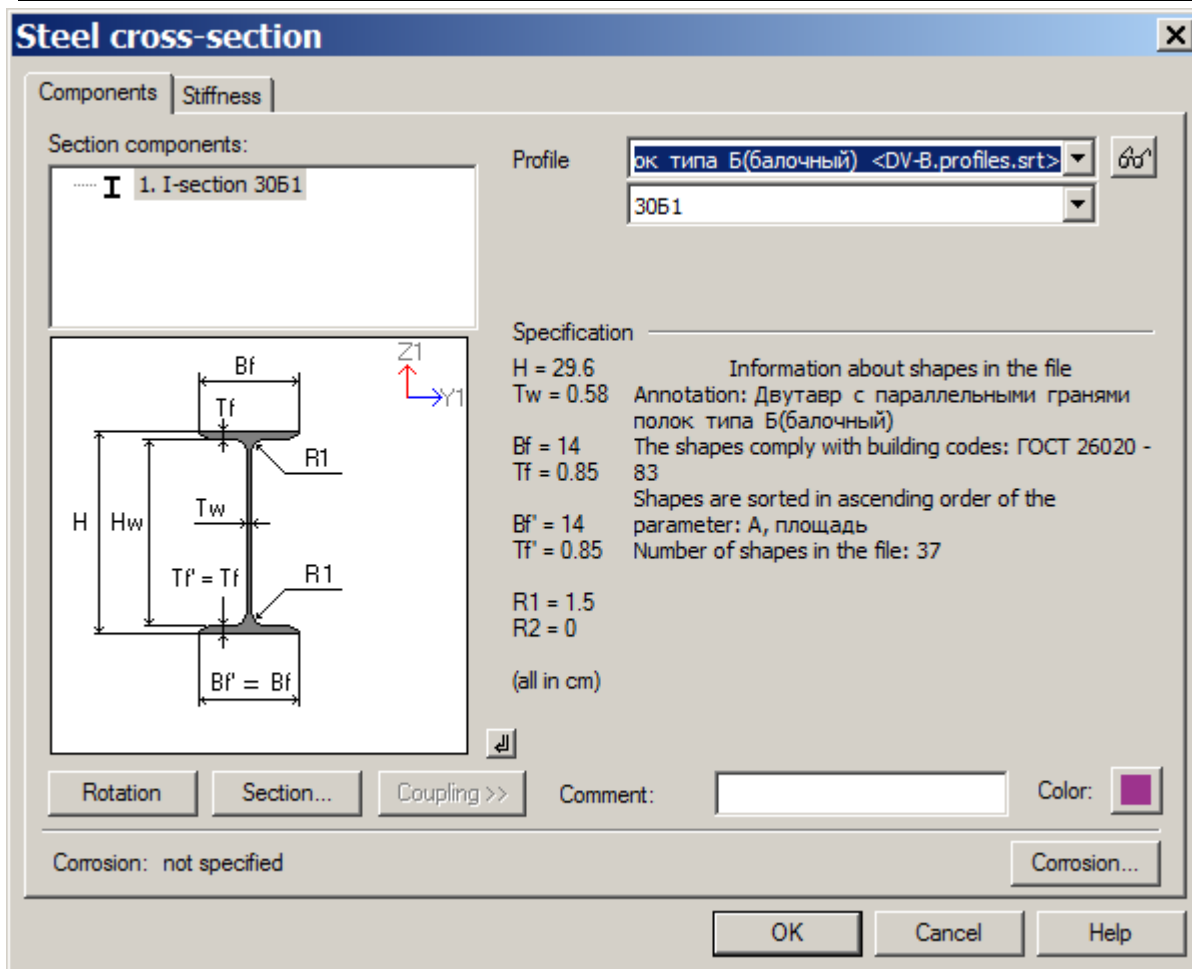 Steel cross-section
Components
Stiffness
Section components:
1. I-section 30Б1
Profile
ок типа Б(балочный) <DV-B.profiles.srt>
30Б1
Bf
Tf
R1
H
Hw
Tw
Tf' = Tf
R1
Bf' = Bf
Z1
Y1
Specification
H = 29.6
Tw = 0.58
Bf = 14
Tf = 0.85
Bf' = 14
Tf' = 0.85
R1 = 1.5
R2 = 0
(all in cm)
Information about shapes in the file
Annotation: Двутавр с параллельными гранями
полок типа Б(балочный)
The shapes comply with building codes: ГОСТ 26020 -
83
Shapes are sorted in ascending order of the
parameter: A, площадь
Number of shapes in the file: 37
Rotation
Section...
Coupling >>
Comment:
Color:
Corrosion: not specified
Corrosion...
OK
Cancel
Help